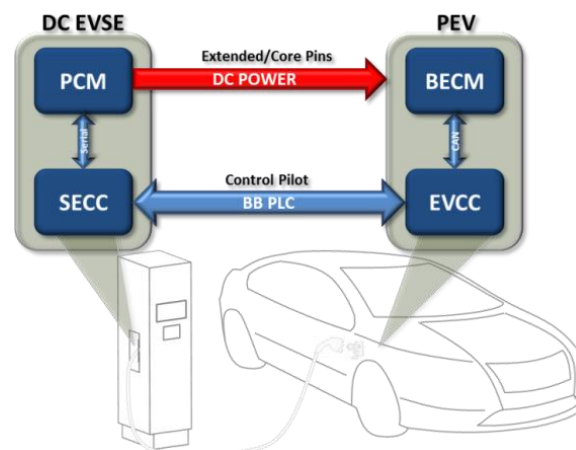 DC EVSE
PEV
Extended/Core Pins
PCM
DC POWER
BECM
Serial
CAN
Control Pilot
SECC
BB PLC
EVCC